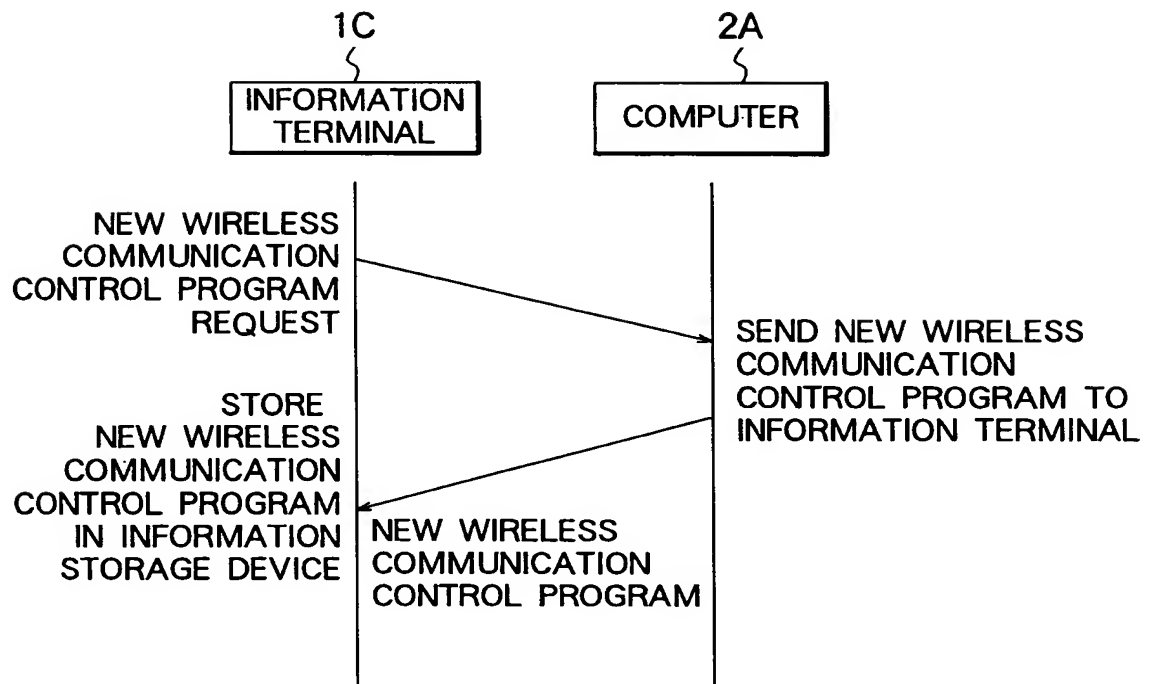 1C
2A
INFORMATION
TERMINAL
COMPUTER
NEW WIRELESS
COMMUNICATION
CONTROL PROGRAM
REQUEST
SEND NEW WIRELESS
COMMUNICATION
CONTROL PROGRAM TO
INFORMATION TERMINAL
STORE
NEW WIRELESS
COMMUNICATION
CONTROL PROGRAM
IN INFORMATION
STORAGE DEVICE
NEW WIRELESS
COMMUNICATION
CONTROL PROGRAM